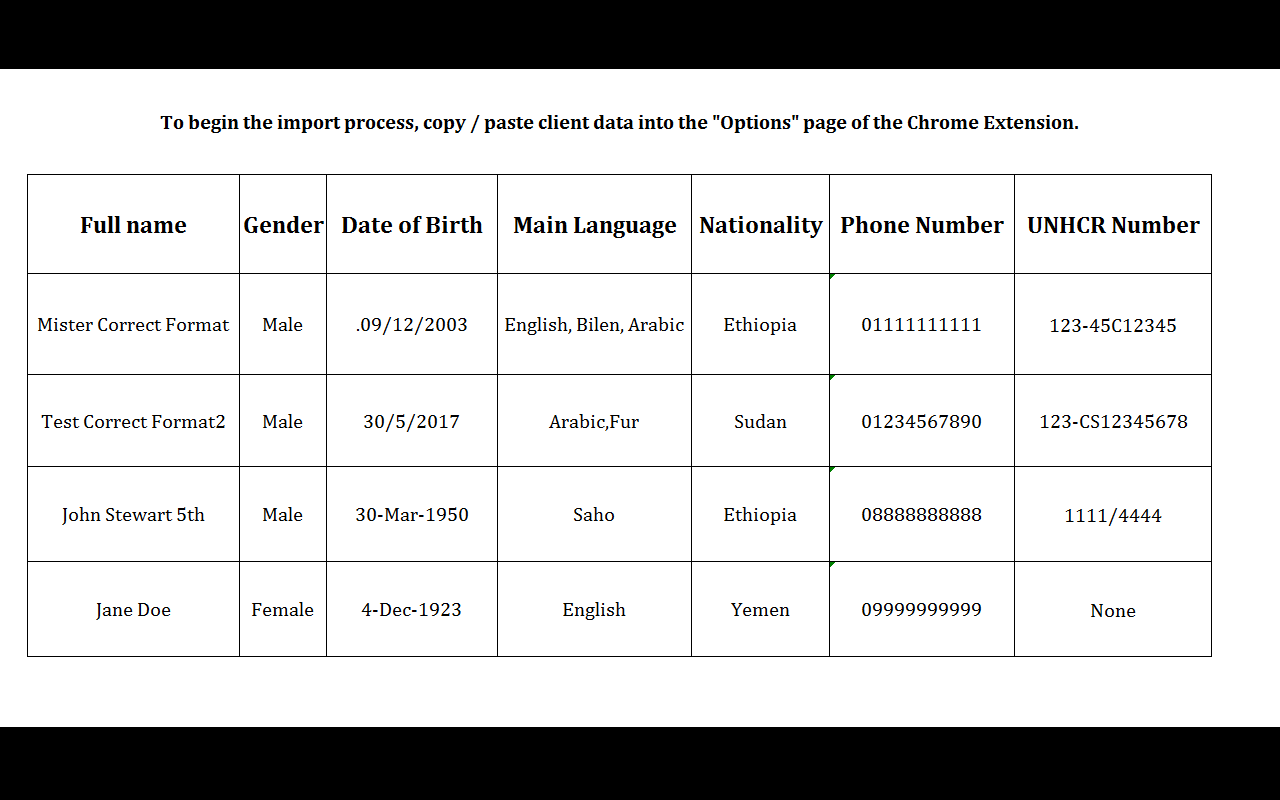 To begin the import process, copy / paste client data into the "Options" page of the Chrome Extension.
Full name Gender Date of Birth Main Language Nationality Phone Number UNHCR Number
Mister Correct Format Male .09/12/2003 English, Bilen, Arabic Ethiopia 01111111111 123-45C12345
Test Correct Format2 Male 30/5/2017 Arabic,Fur Sudan 01234567890 123-CS12345678
John Stewart 5th Male 30-Mar-1950 Saho Ethiopia 08888888888 1111/4444
Jane Doe Female 4-Dec-1923 English Yemen 09999999999 None